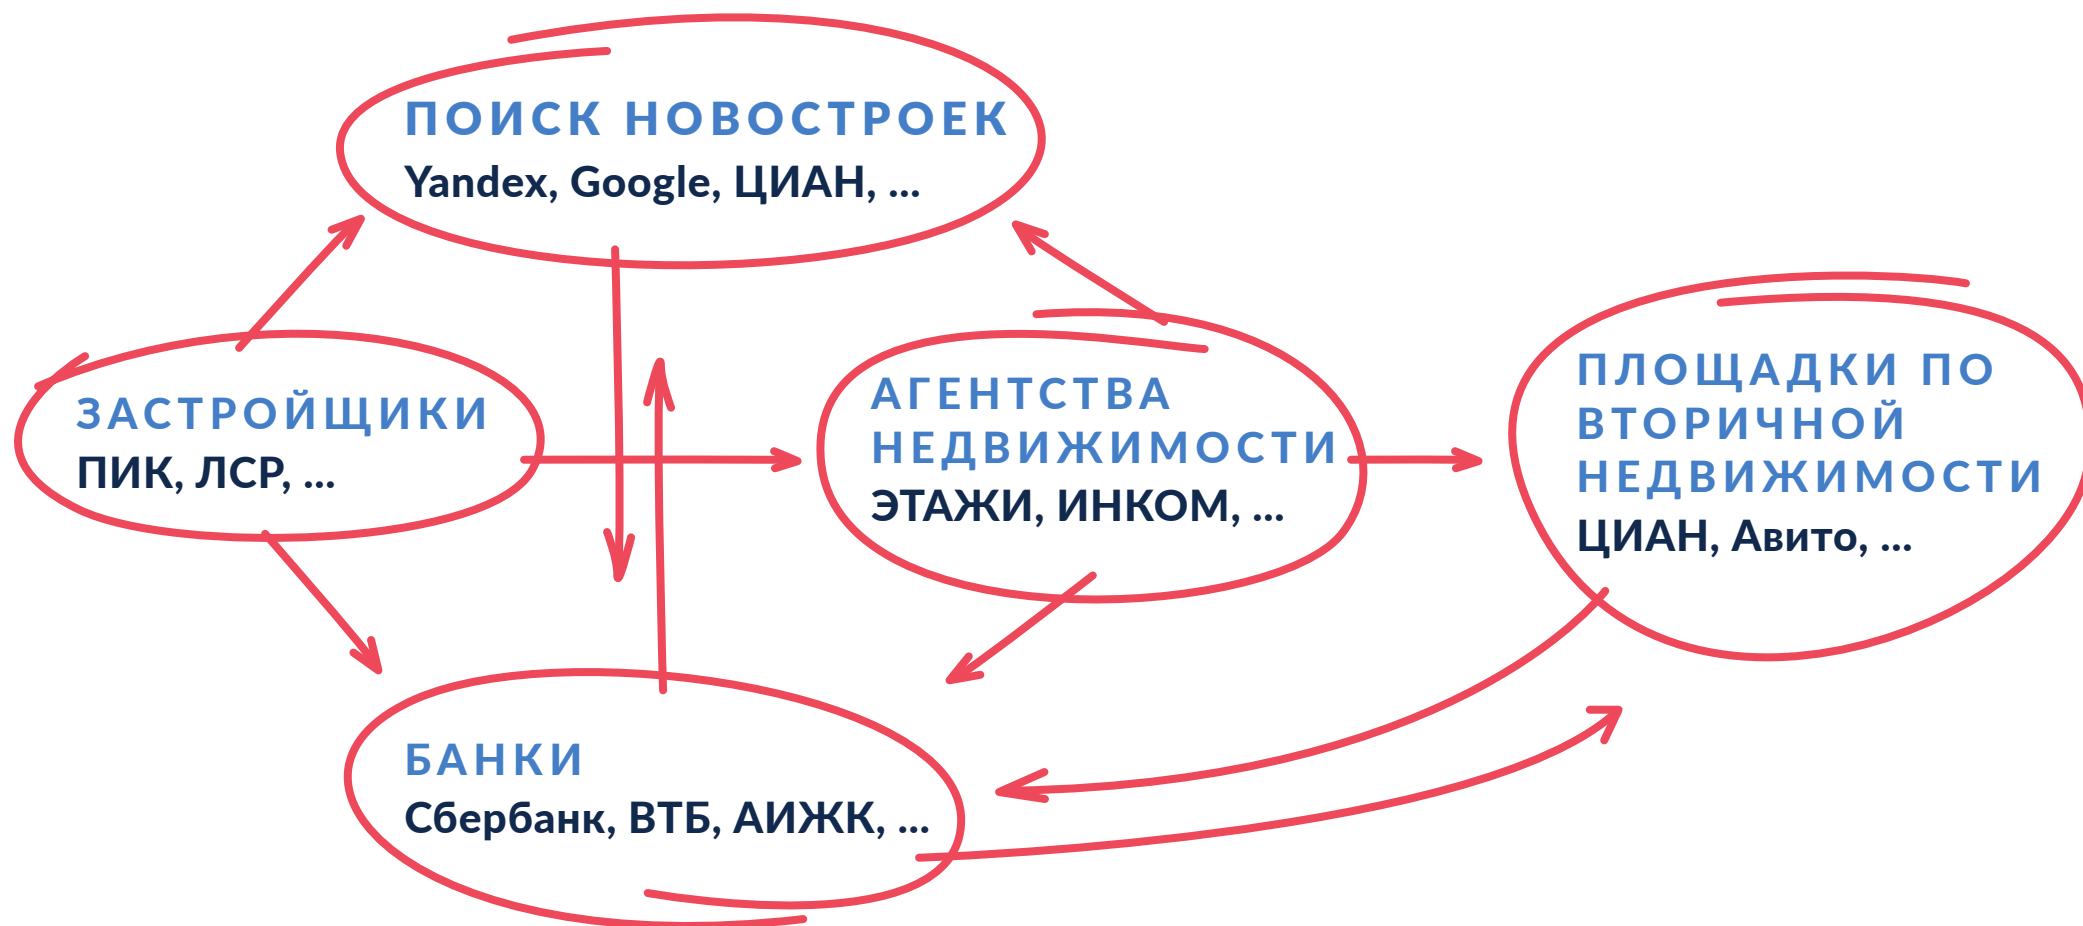 ПОИСК НОВОСТРОЕК
Yandex, Google, ЦИАН, ...
ЗАСТРОЙЩИКИ
ПИК, ЛСР, ...
АГЕНТСТВА
НЕДВИЖИМОСТИ
ЭТАЖИ, ИНКОМ, ...
ПЛОЩАДКИ ПО
ВТОРИЧНОЙ
НЕДВИЖИМОСТИ
ЦИАН, Авито, ...
БАНКИ
Сбербанк, ВТБ, АИЖК, ...